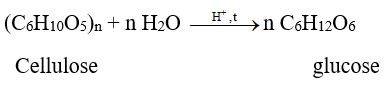 (C6H10O5)n + n H2O H⁺,t → n C6H12O6
Cellulose glucose